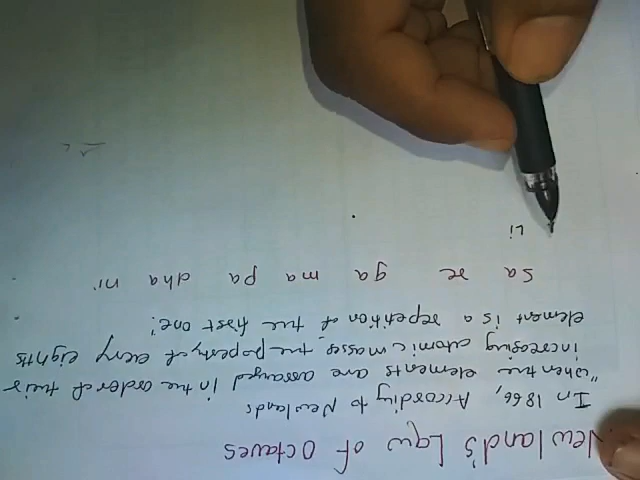 Newland's Law of Octaves
In 1866, According to Newlands
"when the elements are arranged in the order of their
increasing atomic masses, the property of every eights
element is a repetition of the first one".
sa re ga ma pa dha ni
Li